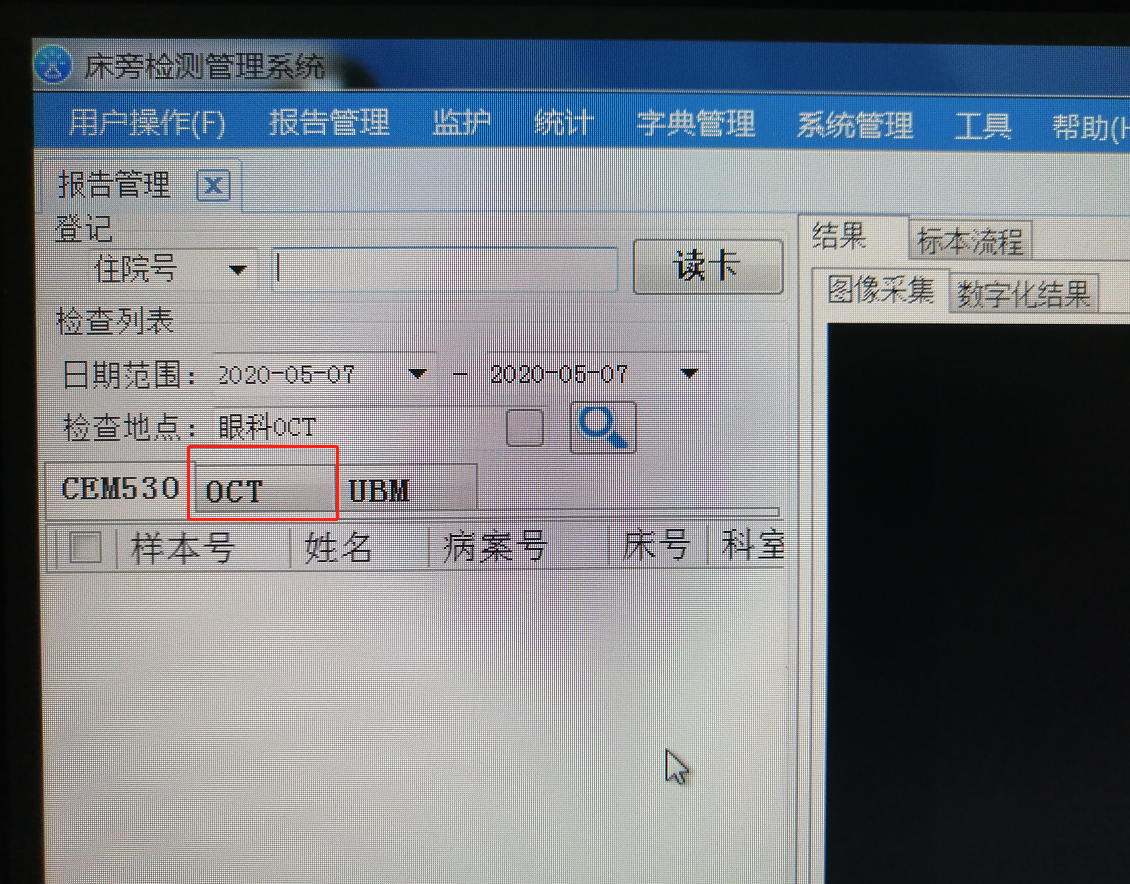 床旁检测管理系统
用户操作(F) 报告管理 监护 统计 字典管理 系统管理 工具 帮助(H
报告管理
登记
住院号 读卡
检查列表
日期范围: 2020-05-07 - 2020-05-07
检查地点: 眼科OCT
CEM530 OCT UBM
样本号 姓名 病案号 床号 科室
结果 标本流程
图像采集 数字化结果